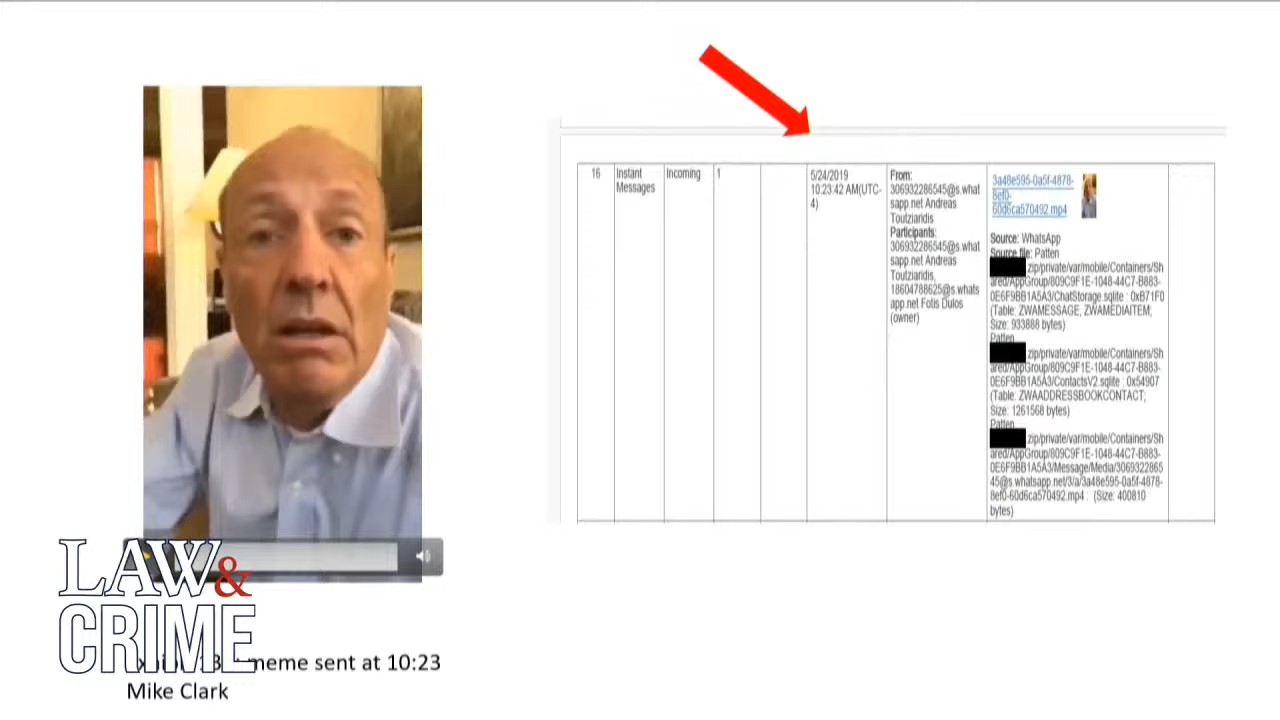 16
Instant
Messages
Incoming
1
5/24/2019
10:23:42 AM(UTC-
4)
From:
306932286545@s.what
sapp.net Andreas
Toutziaridis
Participants:
306932286545@s.what
sapp.net Andreas
Toutziaridis,
18604788625@s.whats
app.net Fotis Dulos
(owner)
3a48e595-0a5f-4878-
8ef0-
60d6ca570492.mp4
Source: WhatsApp
Source file: Patten
.zip/private/var/mobile/Containers/Sh
ared/AppGroup/809C9F1E-1048-44C7-B883-
0E6F9BB1A5A3/ChatStorage.sqlite : 0xB71F0
(Table: ZWAMESSAGE, ZWAMEDIAITEM;
Size: 933888 bytes)
Patten
.zip/private/var/mobile/Containers/Sh
ared/AppGroup/809C9F1E-1048-44C7-B883-
0E6F9BB1A5A3/ContactsV2.sqlite : 0x54907
(Table: ZWAADDRESSBOOKCONTACT;
Size: 1261568 bytes)
Patten
.zip/private/var/mobile/Containers/Sh
ared/AppGroup/809C9F1E-1048-44C7-B883-
0E6F9BB1A5A3/Message/Media/3069322865
45@s.whatsapp.net/3/a/3a48e595-0a5f-4878-
8ef0-60d6ca570492.mp4 : (Size: 400810
bytes)
LAW&
CRIME
meme sent at 10:23
Mike Clark